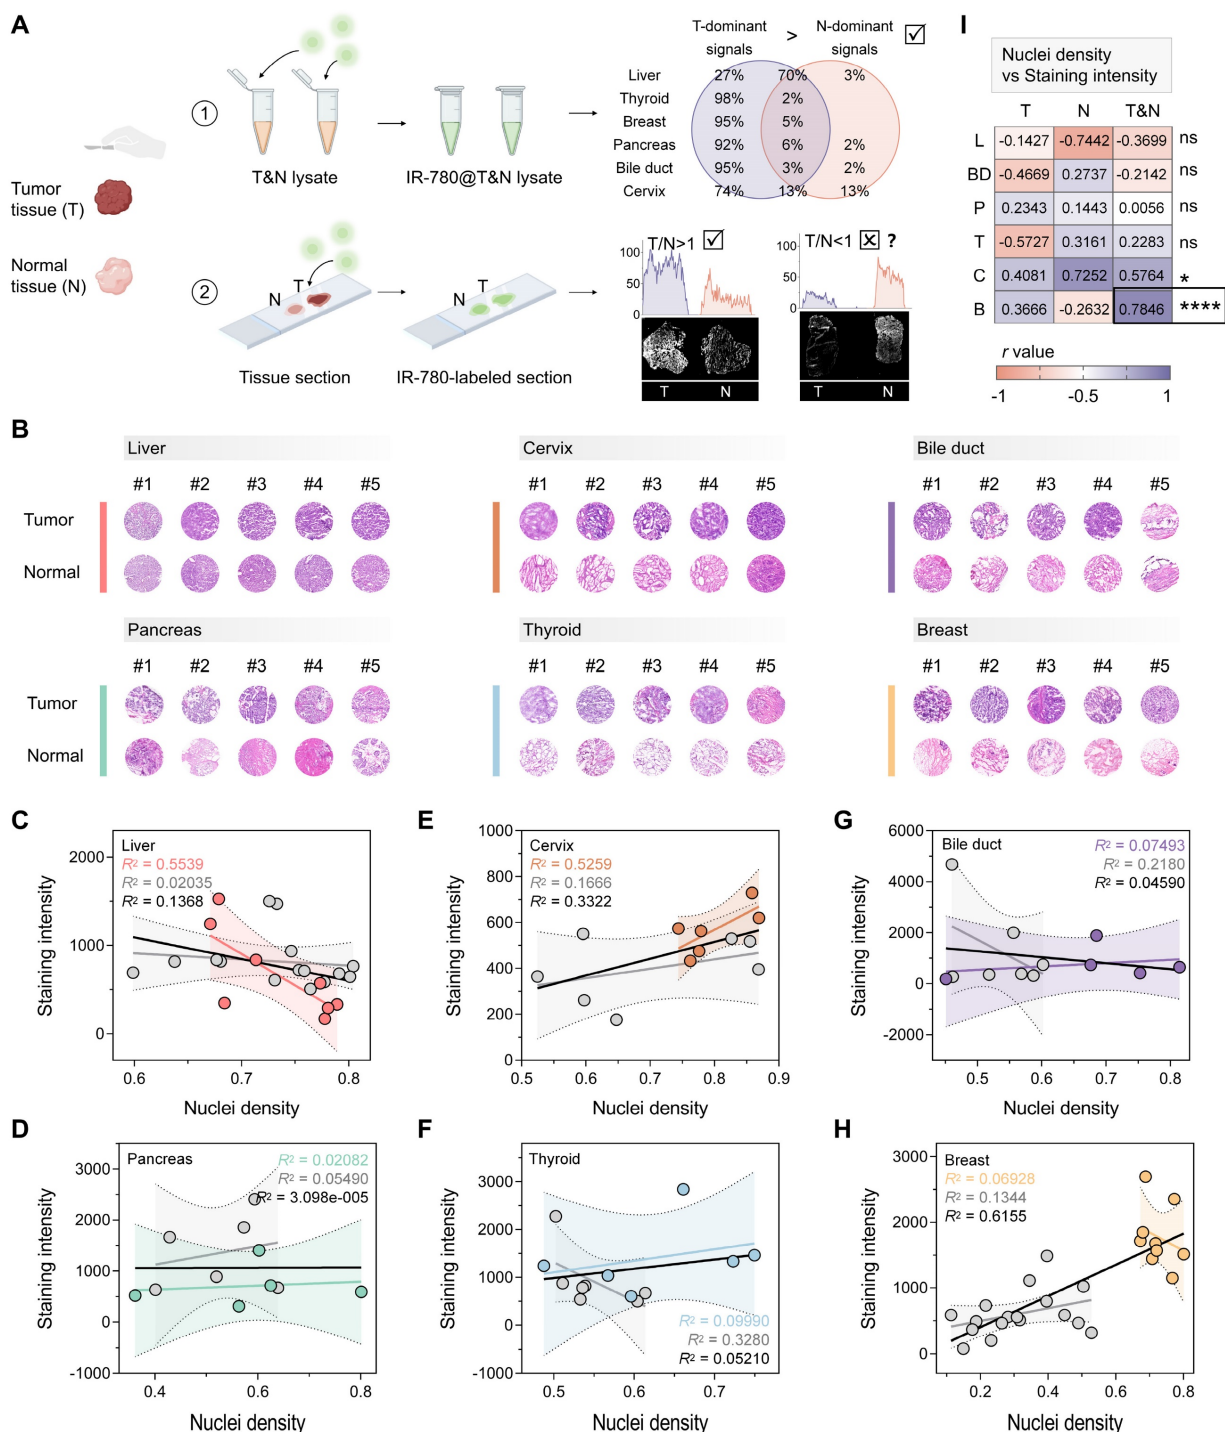 A
I
T-dominant signals > N-dominant signals
Liver 27% 70% 3%
Thyroid 98% 2%
Breast 95% 5%
Pancreas 92% 6% 2%
Bile duct 95% 3% 2%
Cervix 74% 13% 13%
1
T&N lysate
IR-780@T&N lysate
Tumor
tissue (T)
Normal
tissue (N)
2
N T
N T
Tissue section
IR-780-labeled section
T/N>1
100
50
0
T N
T/N<1 ?
100
50
0
T N
Nuclei density
vs Staining intensity
T N T&N
L -0.1427 -0.7442 -0.3699 ns
BD -0.4669 0.2737 -0.2142 ns
P 0.2343 0.1443 0.0056 ns
T -0.5727 0.3161 0.2283 ns
C 0.4081 0.7252 0.5764 *
B 0.3666 -0.2632 0.7846 ****
r value
-1 -0.5 1
B
Liver
#1 #2 #3 #4 #5
Cervix
#1 #2 #3 #4 #5
Bile duct
#1 #2 #3 #4 #5
Tumor
Normal
Pancreas
#1 #2 #3 #4 #5
Thyroid
#1 #2 #3 #4 #5
Breast
#1 #2 #3 #4 #5
Tumor
Normal
C
Liver
R² = 0.5539
R² = 0.02035
R² = 0.1368
Staining intensity
2000
1000
0
0.6 0.7 0.8
Nuclei density
E
Cervix
R² = 0.5259
R² = 0.1666
R² = 0.3322
Staining intensity
1000
800
600
400
200
0
0.5 0.6 0.7 0.8 0.9
Nuclei density
G
Bile duct
R² = 0.07493
R² = 0.2180
R² = 0.04590
Staining intensity
6000
4000
2000
0
-2000
0.5 0.6 0.7 0.8
Nuclei density
D
Pancreas
R² = 0.02082
R² = 0.05490
R² = 3.098e-005
Staining intensity
3000
2000
1000
0
-1000
0.4 0.6 0.8
Nuclei density
F
Thyroid
R² = 0.09990
R² = 0.3280
R² = 0.05210
Staining intensity
3000
2000
1000
0
-1000
0.5 0.6 0.7
Nuclei density
H
Breast
R² = 0.06928
R² = 0.1344
R² = 0.6155
Staining intensity
3000
2000
1000
0
0.2 0.4 0.6 0.8
Nuclei density